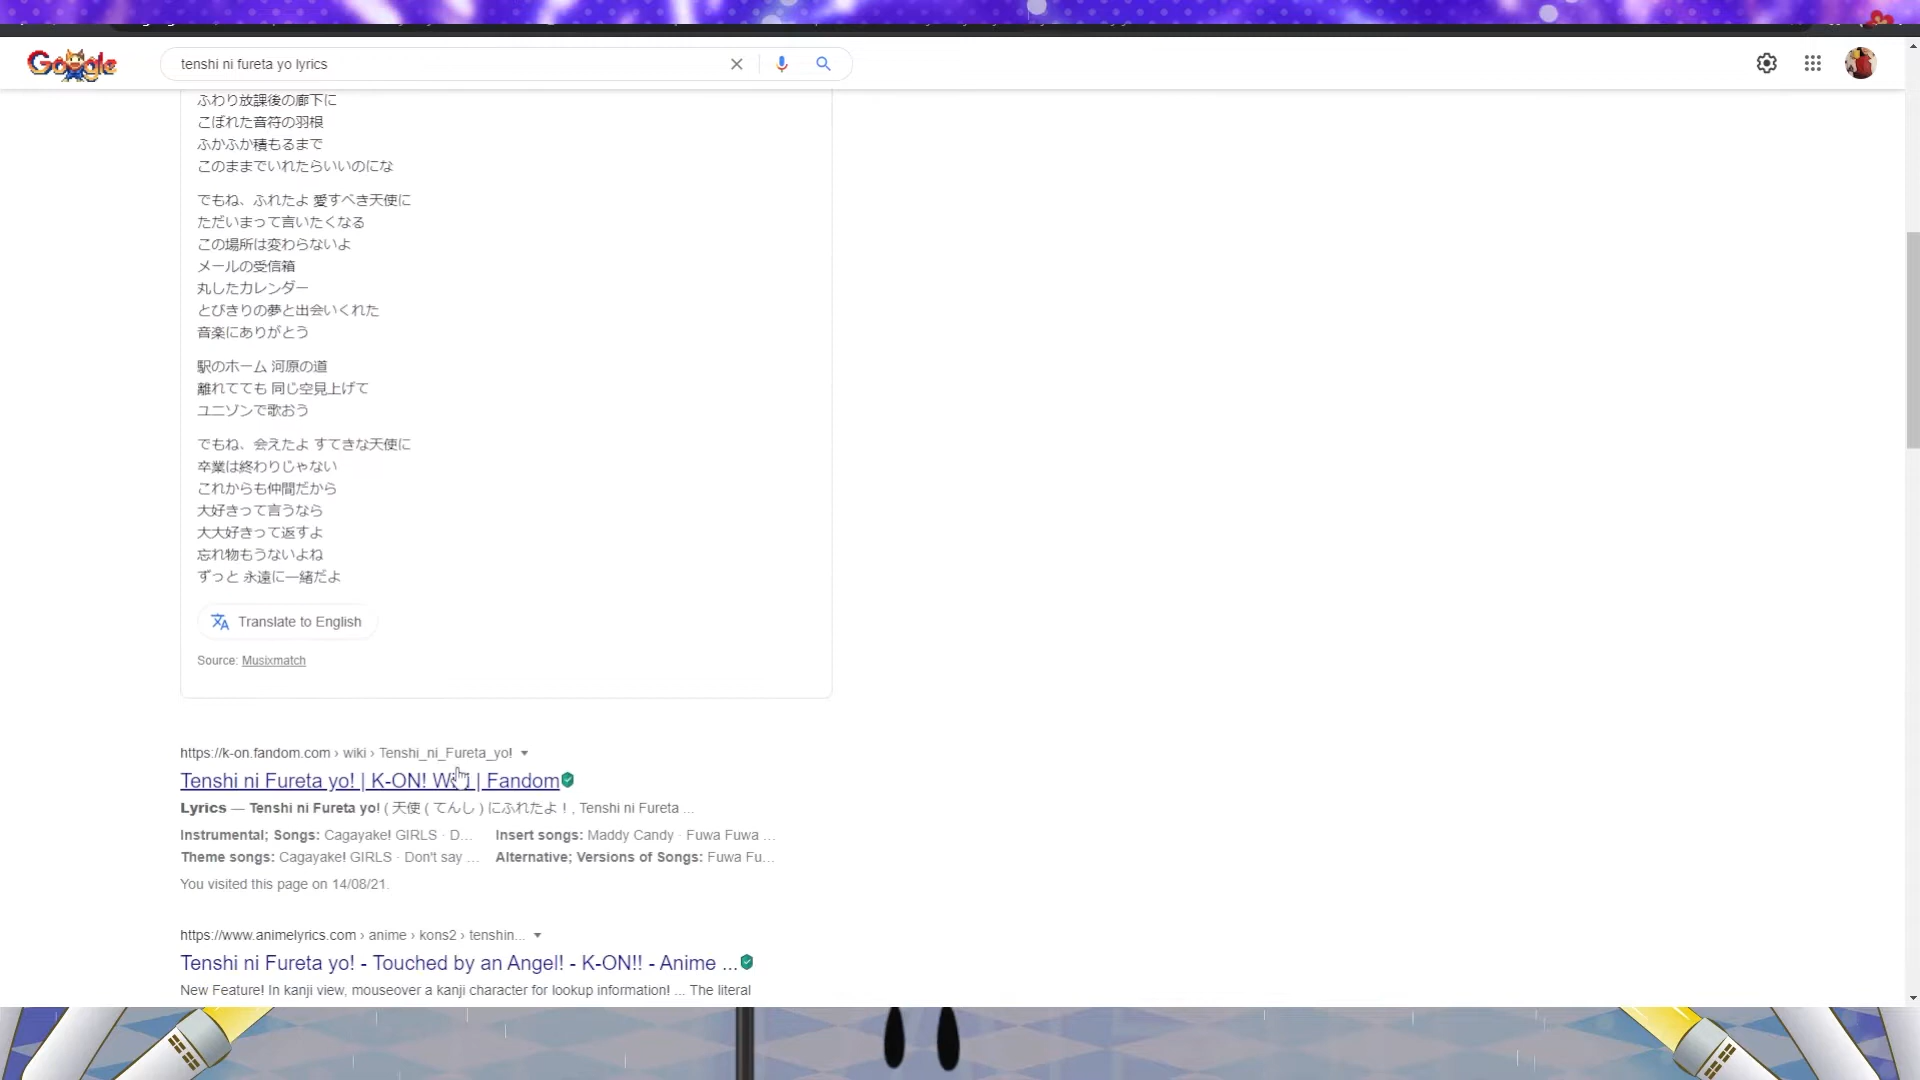 Google
tenshi ni fureta yo lyrics
ふわり放課後の廊下に
こぼれた音符の羽根
ふかふか積もるまで
このままでいれたらいいのにな
でもね、ふれたよ 愛すべき天使に
ただいまって言いたくなる
この場所は変わらないよ
メールの受信箱
丸したカレンダー
とびきりの夢と出会いくれた
音楽にありがとう
駅のホーム 河原の道
離れてても 同じ空見上げて
ユニゾンで歌おう
でもね、会えたよ すてきな天使に
卒業は終わりじゃない
これからも仲間だから
大好きって言うなら
大大好きって返すよ
忘れ物もうないよね
ずっと 永遠に一緒だよ
Translate to English
Source: Musixmatch
https://k-on.fandom.com › wiki › Tenshi_ni_Fureta_yo!
Tenshi ni Fureta yo! | K-ON! Wiki | Fandom
Lyrics — Tenshi ni Fureta yo! ( 天使 ( てんし ) にふれたよ！, Tenshi ni Fureta ...
Instrumental; Songs: Cagayake! GIRLS · D... Insert songs: Maddy Candy · Fuwa Fuwa ...
Theme songs: Cagayake! GIRLS · Don't say ... Alternative; Versions of Songs: Fuwa Fu...
You visited this page on 14/08/21.
https://www.animelyrics.com › anime › kons2 › tenshin...
Tenshi ni Fureta yo! - Touched by an Angel! - K-ON!! - Anime ...
New Feature! In kanji view, mouseover a kanji character for lookup information! ... The literal